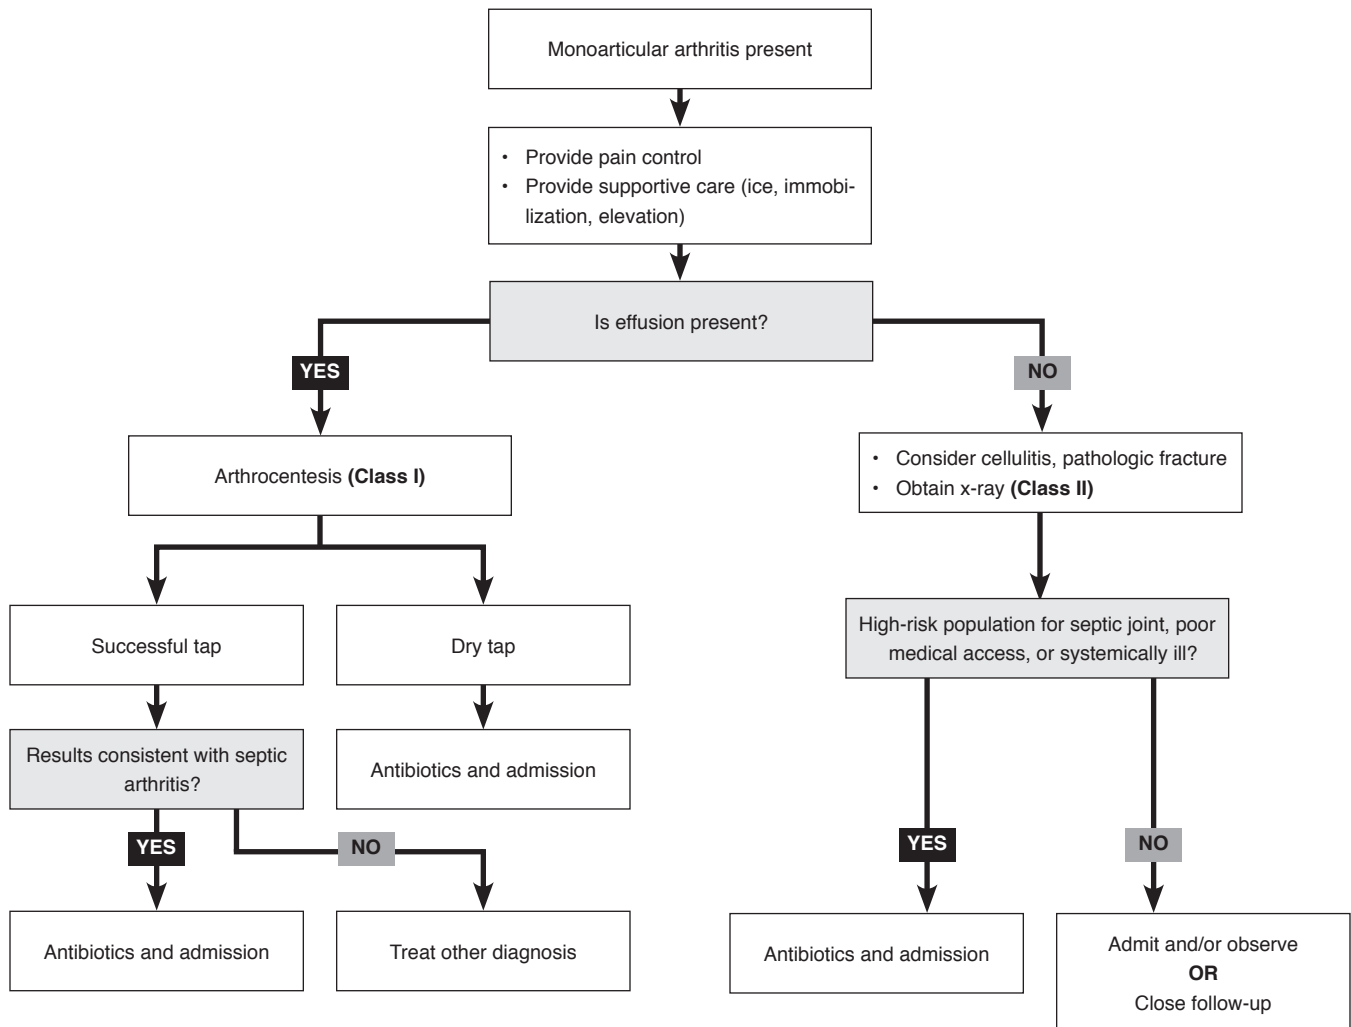 Monoarticular arthritis present
• Provide pain control
• Provide supportive care (ice, immobi-
lization, elevation)
Is effusion present?
YES
NO
Arthrocentesis (Class I)
• Consider cellulitis, pathologic fracture
• Obtain x-ray (Class II)
Successful tap
Dry tap
High-risk population for septic joint, poor
medical access, or systemically ill?
Results consistent with septic
arthritis?
Antibiotics and admission
YES
NO
YES
NO
Antibiotics and admission
Treat other diagnosis
Antibiotics and admission
Admit and/or observe
OR
Close follow-up